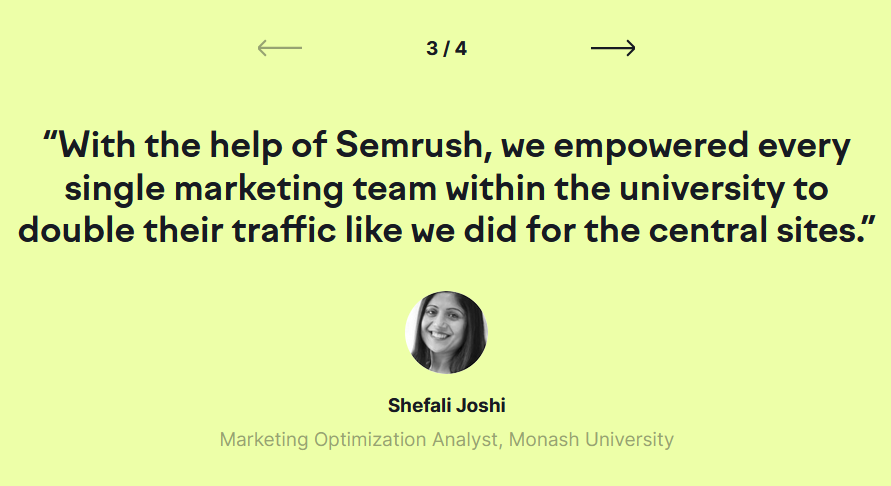 3 / 4
“With the help of Semrush, we empowered every
single marketing team within the university to
double their traffic like we did for the central sites.”
Shefali Joshi
Marketing Optimization Analyst, Monash University